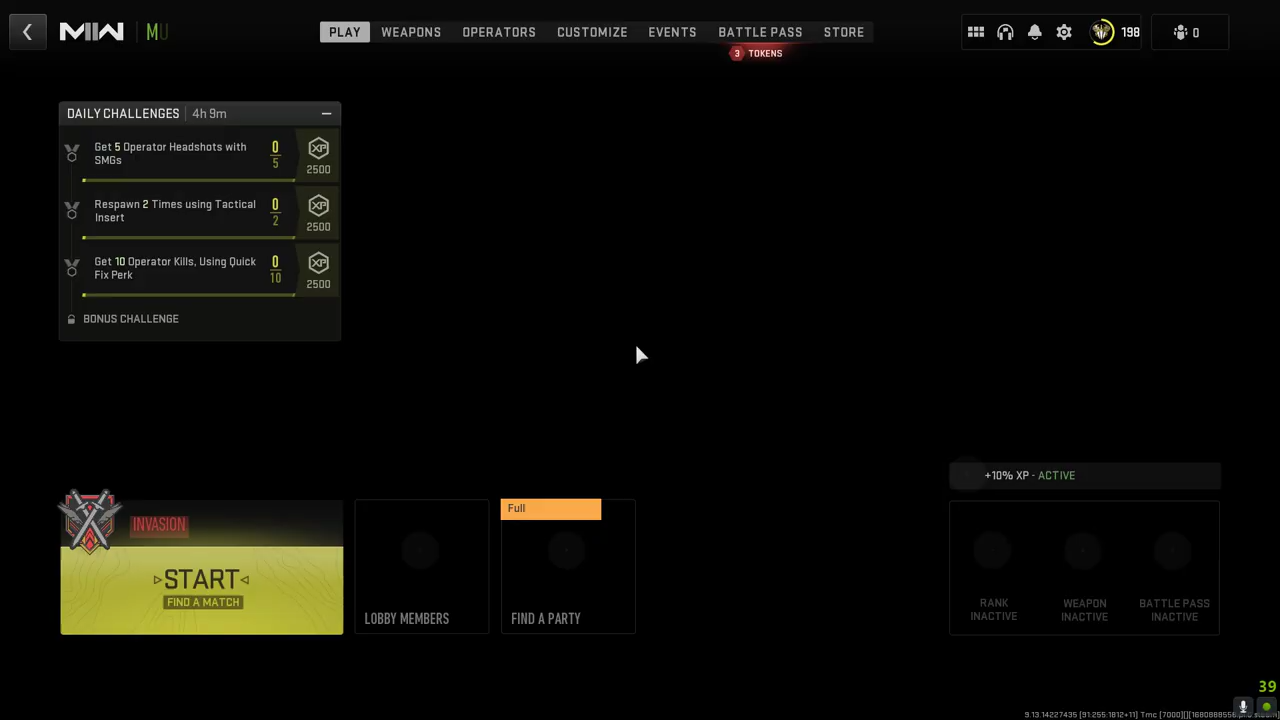 MW MU PLAY WEAPONS OPERATORS CUSTOMIZE EVENTS BATTLE PASS STORE 198 0
3 TOKENS
DAILY CHALLENGES 4h 9m
Get 5 Operator Headshots with
SMGs
0
5
XP
2500
Respawn 2 Times using Tactical
Insert
0
2
XP
2500
Get 10 Operator Kills, Using Quick
Fix Perk
0
10
XP
2500
BONUS CHALLENGE
+10% XP - ACTIVE
INVASION
START
FIND A MATCH
LOBBY MEMBERS
Full
FIND A PARTY
RANK
INACTIVE
WEAPON
INACTIVE
BATTLE PASS
INACTIVE
39